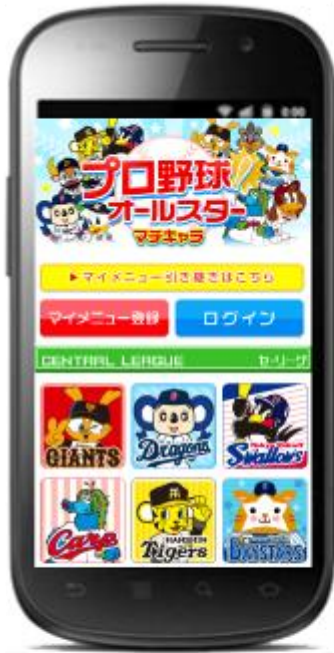 0:00
プロ野球
オールスター
マチキャラ
▶マイメニュー引き継ぎはこちら
マイメニュー登録
ログイン
CENTRAL LEAGUE セ・リーグ
GIANTS
Dragons
Swallows
Carp
HANSHIN
Tigers
BAYSTARS